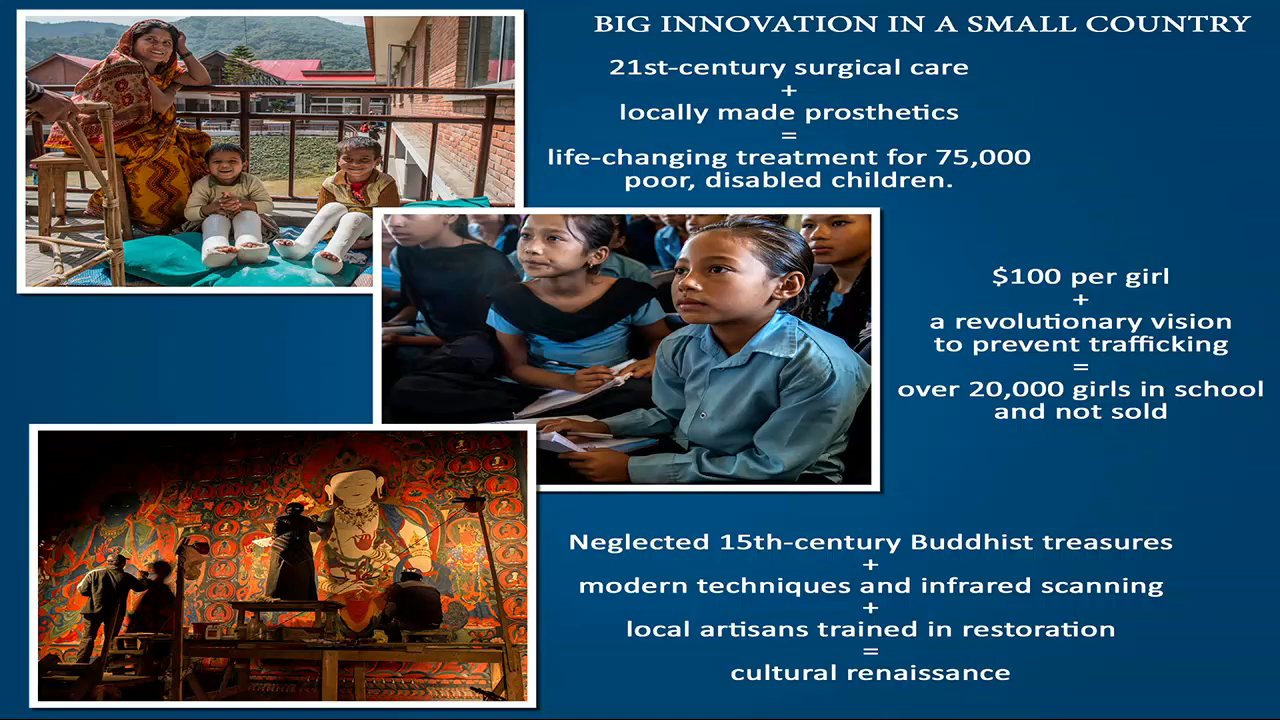 BIG INNOVATION IN A SMALL COUNTRY
21st-century surgical care
+
locally made prosthetics
=
life-changing treatment for 75,000
poor, disabled children.
$100 per girl
+
a revolutionary vision
to prevent trafficking
=
over 20,000 girls in school
and not sold
Neglected 15th-century Buddhist treasures
+
modern techniques and infrared scanning
+
local artisans trained in restoration
=
cultural renaissance